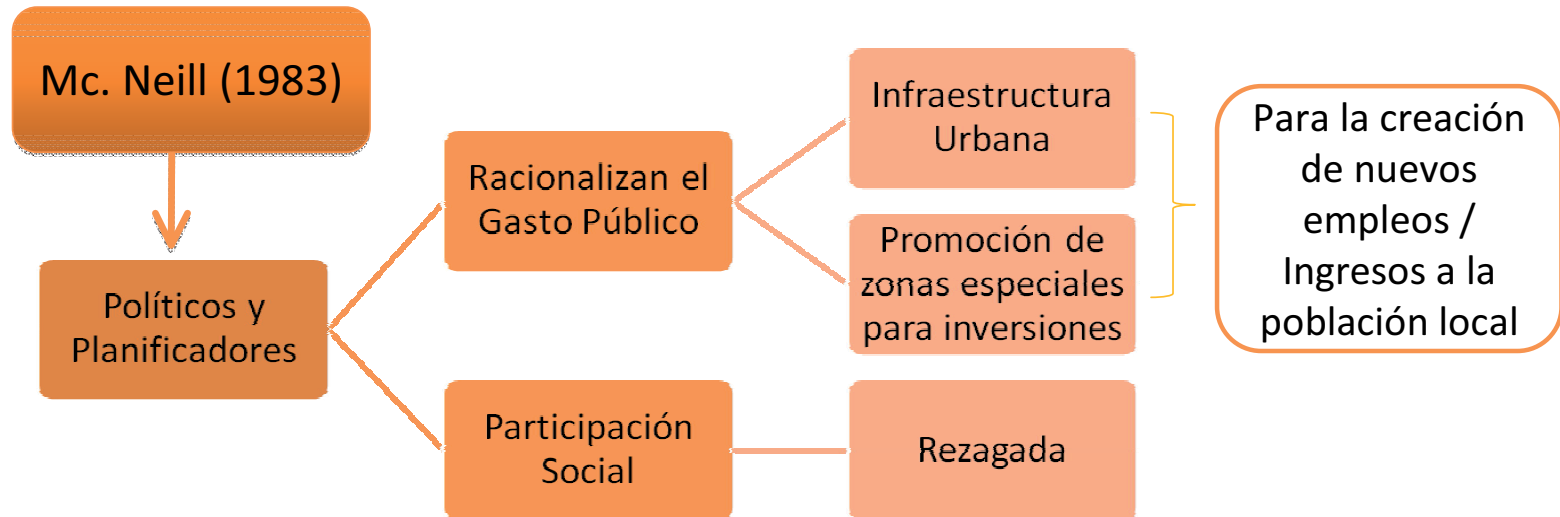 Mc. Neill (1983)
Políticos y
Planificadores
Racionalizan el
Gasto Público
Infraestructura
Urbana
Promoción de
zonas especiales
para inversiones
Para la creación
de nuevos
empleos /
Ingresos a la
población local
Participación
Social
Rezagada